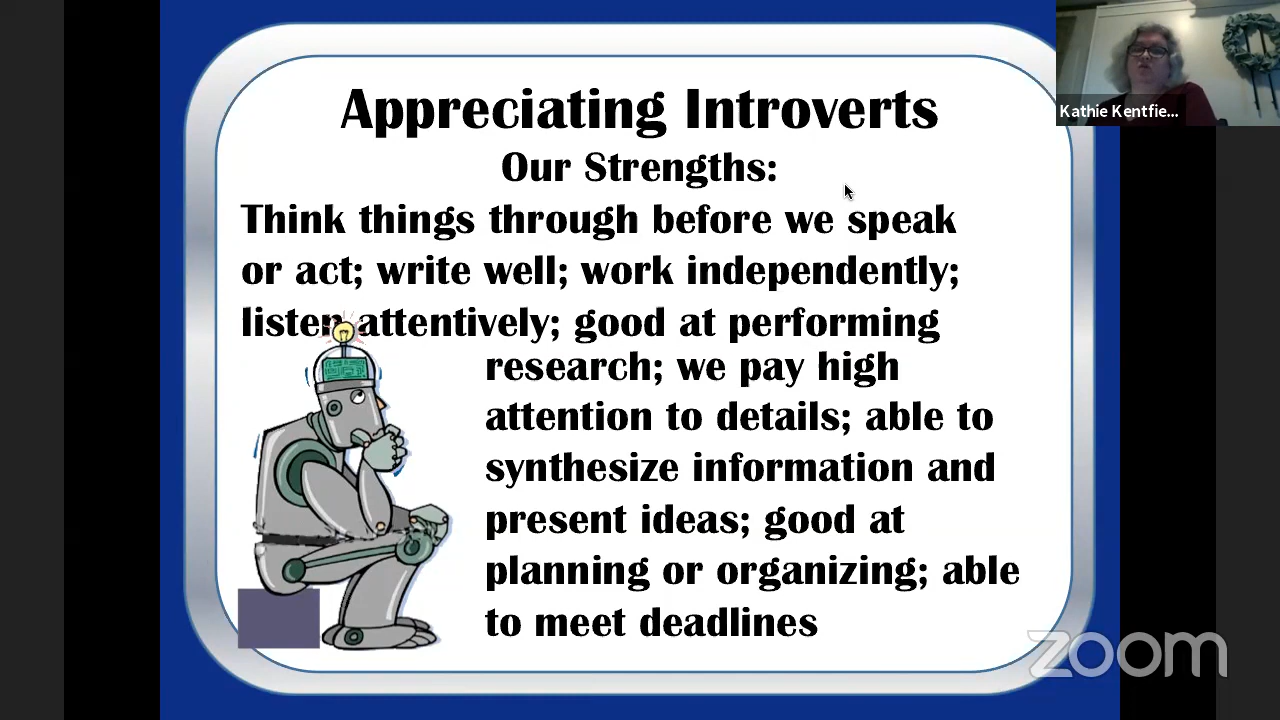 Appreciating Introverts
Our Strengths:
Think things through before we speak
or act; write well; work independently;
listen attentively; good at performing
research; we pay high
attention to details; able to
synthesize information and
present ideas; good at
planning or organizing; able
to meet deadlines
Kathie Kentfie...
zoom